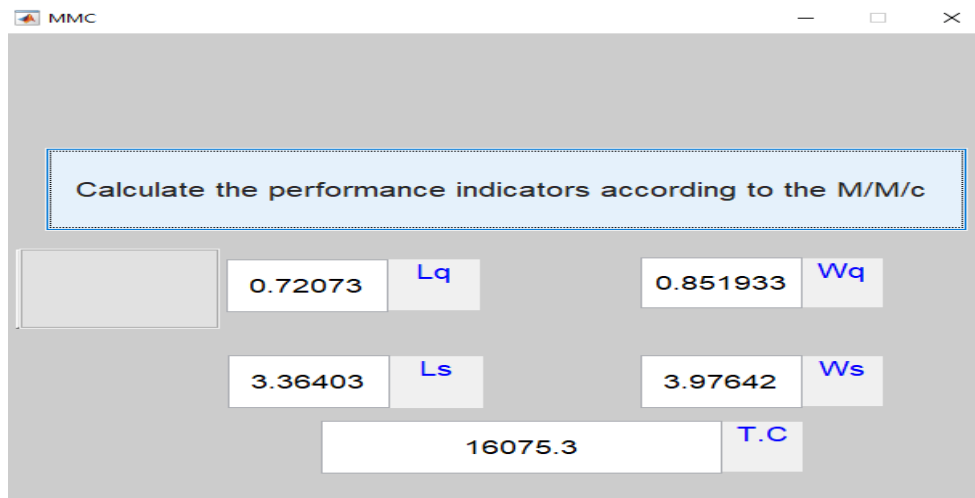 MMC
Calculate the performance indicators according to the M/M/c
0.72073 Lq 0.851933 Wq
3.36403 Ls 3.97642 Ws
16075.3 T.C